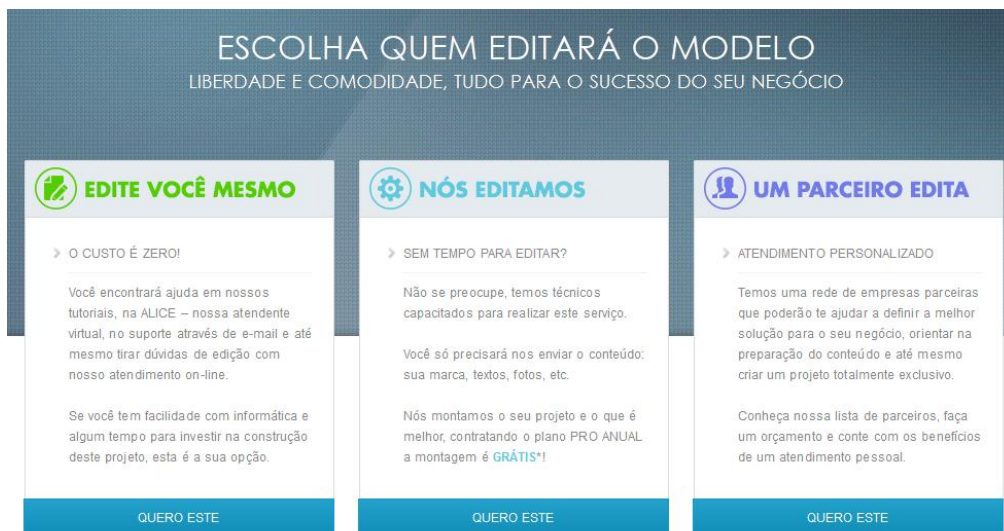 ESCOLHA QUEM EDITARÁ O MODELO
LIBERDADE E COMODIDADE, TUDO PARA O SUCESSO DO SEU NEGÓCIO
EDITE VOCÊ MESMO
O CUSTO É ZERO!
Você encontrará ajuda em nossos
tutoriais, na ALICE – nossa atendente
virtual, no suporte através de e-mail e até
mesmo tirar dúvidas de edição com
nosso atendimento on-line.
Se você tem facilidade com informática e
algum tempo para investir na construção
deste projeto, esta é a sua opção.
QUERO ESTE
NÓS EDITAMOS
SEM TEMPO PARA EDITAR?
Não se preocupe, temos técnicos
capacitados para realizar este serviço.
Você só precisará nos enviar o conteúdo:
sua marca, textos, fotos, etc.
Nós montamos o seu projeto e o que é
melhor, contratando o plano PRO ANUAL
a montagem é GRÁTIS*!
QUERO ESTE
UM PARCEIRO EDITA
ATENDIMENTO PERSONALIZADO
Temos uma rede de empresas parceiras
que poderão te ajudar a definir a melhor
solução para o seu negócio, orientar na
preparação do conteúdo e até mesmo
criar um projeto totalmente exclusivo.
Conheça nossa lista de parceiros, faça
um orçamento e conte com os benefícios
de um atendimento pessoal.
QUERO ESTE